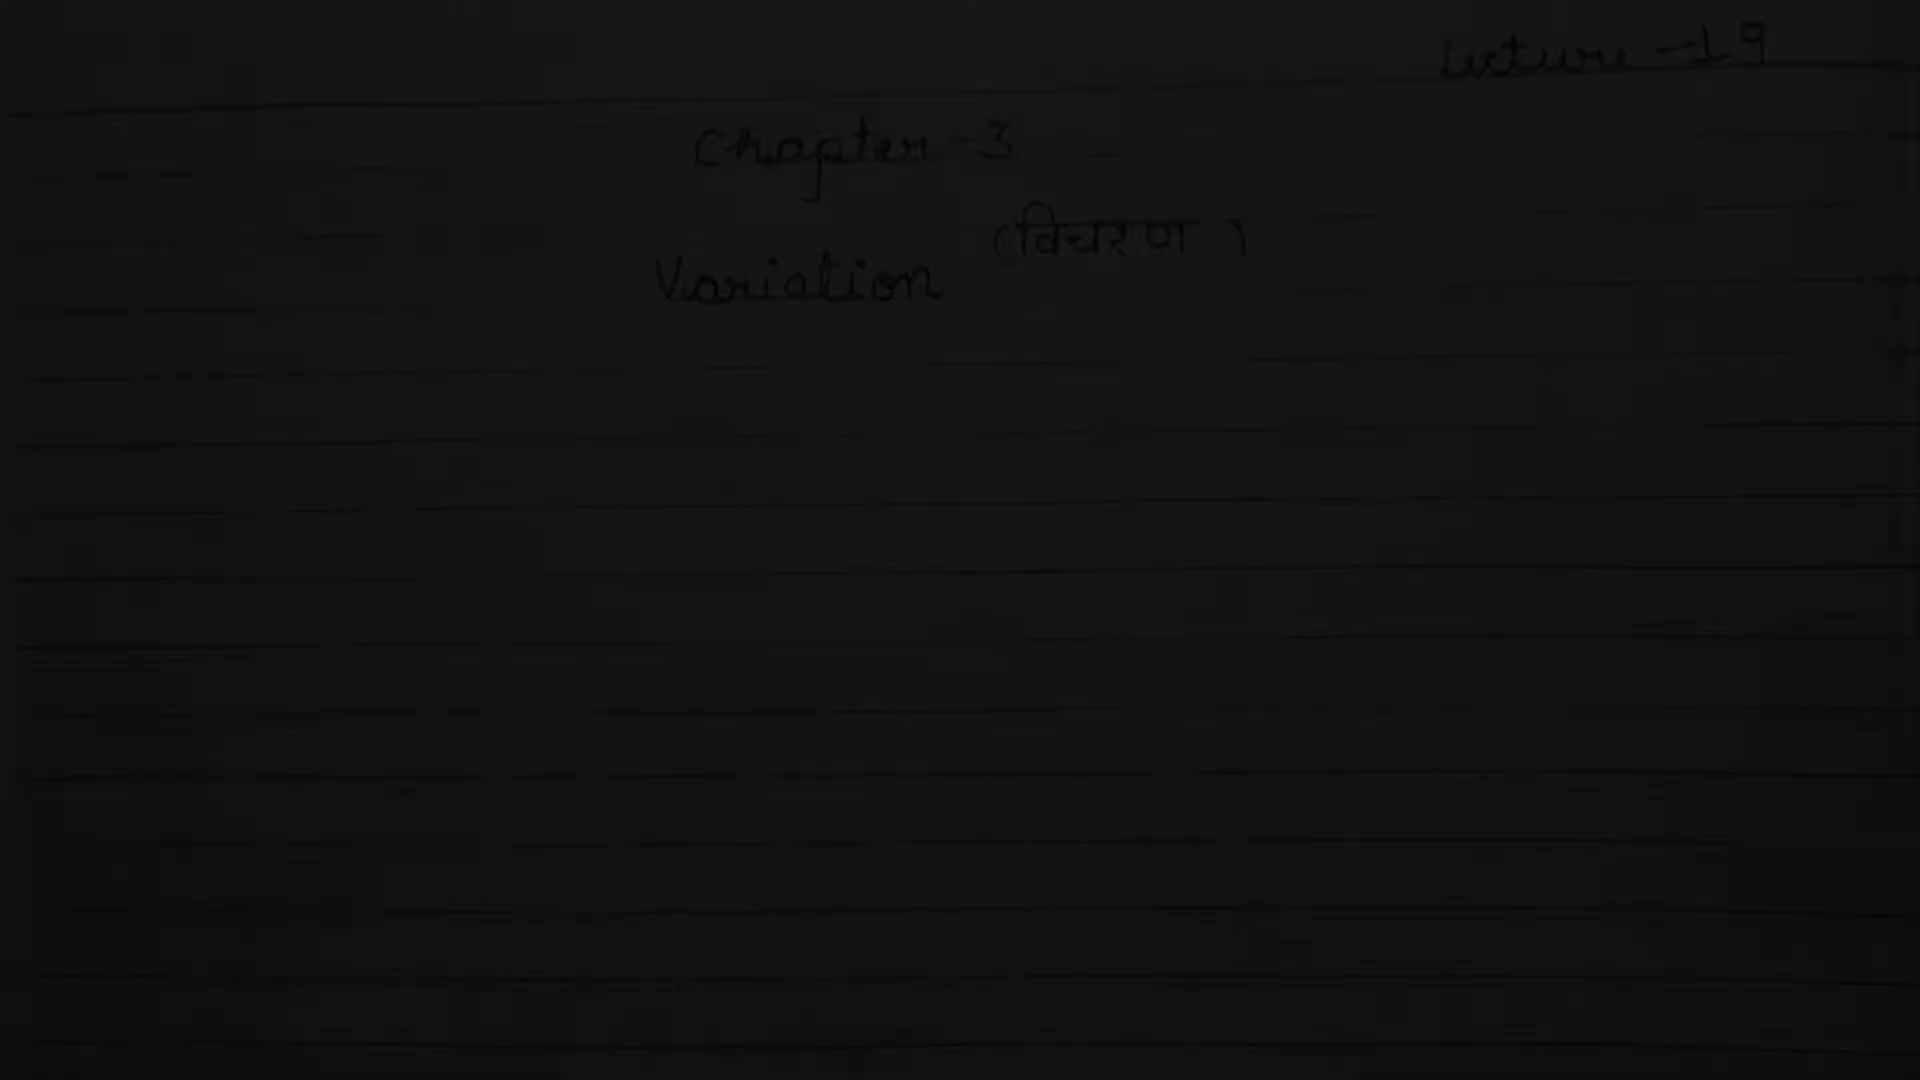 Lecture -19
Chapter -3
(विचरण)
Variation